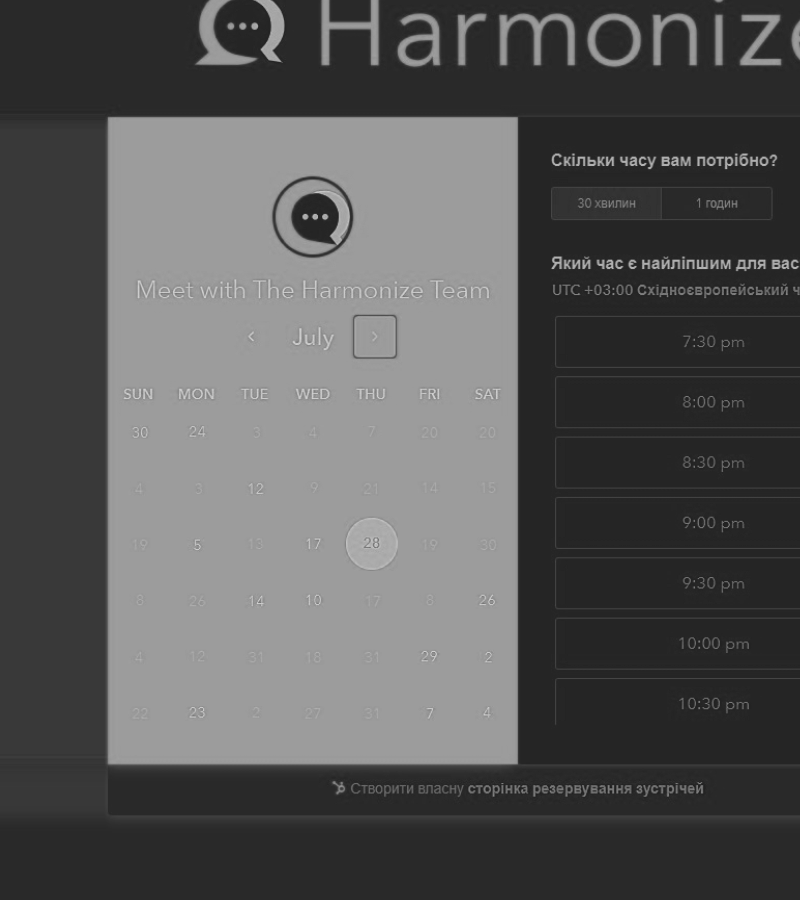 Harmonize
Meet with The Harmonize Team
July
SUN MON TUE WED THU FRI SAT
30 24 3 4 7 20 20
4 3 12 9 21 14 15
19 5 13 17 28 19 30
8 26 14 10 17 8 26
4 12 31 18 31 29 2
22 23 2 27 31 7 4
Скільки часу вам потрібно?
30 хвилин 1 годин
Який час є найліпшим для вас
UTC +03:00 Східноєвропейський ч
7:30 pm
8:00 pm
8:30 pm
9:00 pm
9:30 pm
10:00 pm
10:30 pm
Створити власну сторінка резервування зустрічей